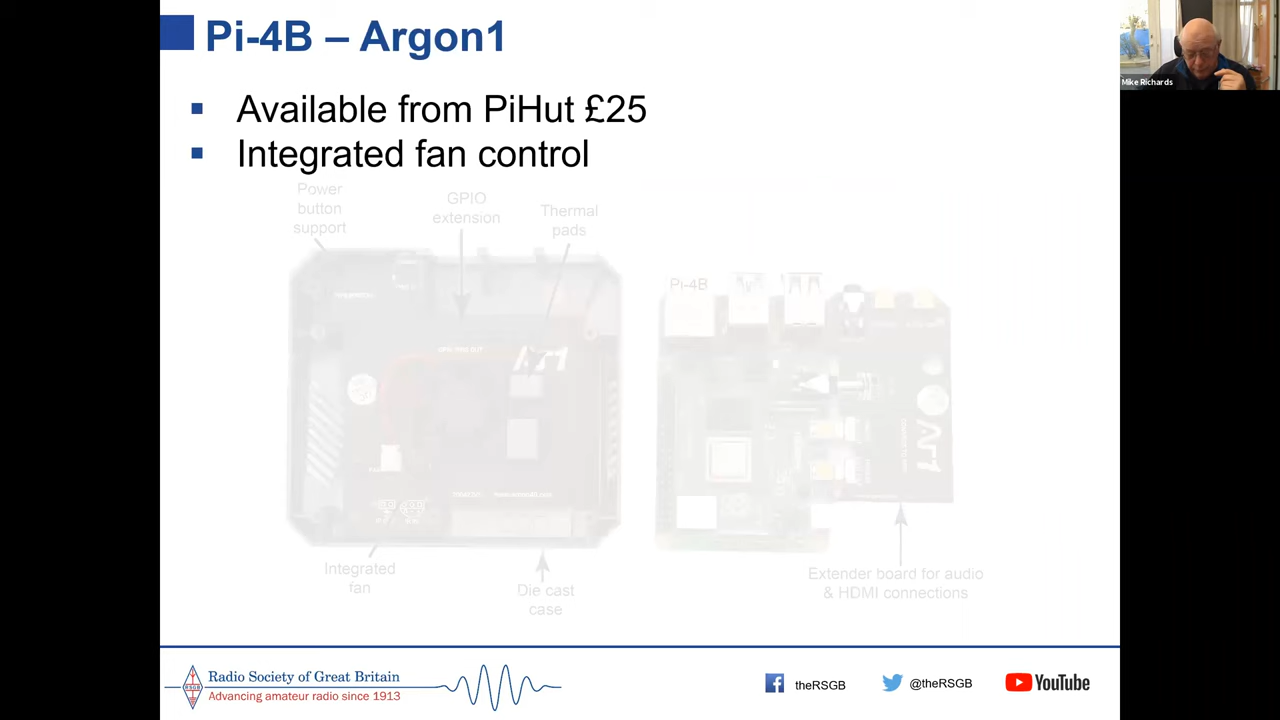 Pi-4B – Argon1
Mike Richards
Available from PiHut £25
Integrated fan control
Power
button
support
GPIO
extension
Thermal
pads
Pi-4B
Integrated
fan
Die cast
case
Extender board for audio
& HDMI connections
RSGB
Radio Society of Great Britain
Advancing amateur radio since 1913
theRSGB
@theRSGB
YouTube